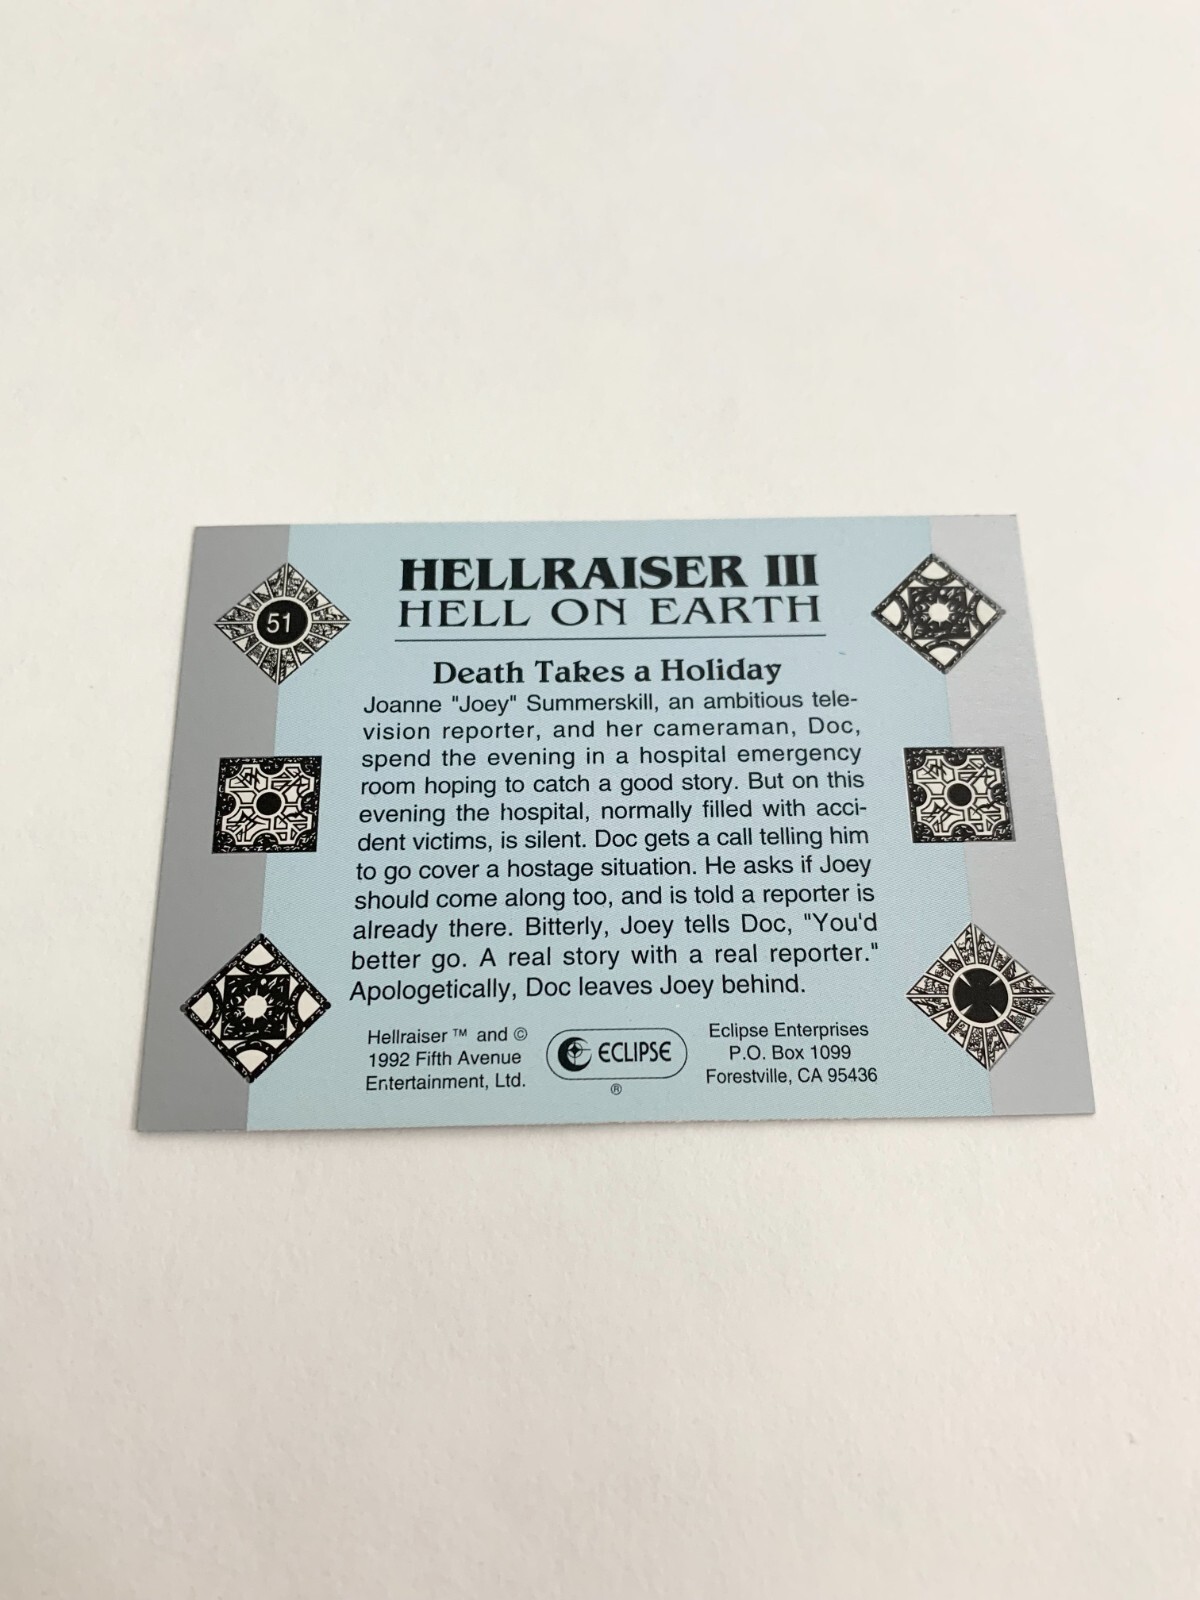 51
HELLRAISER III
HELL ON EARTH
Death Takes a Holiday
Joanne "Joey" Summerskill, an ambitious tele-
vision reporter, and her cameraman, Doc,
spend the evening in a hospital emergency
room hoping to catch a good story. But on this
evening the hospital, normally filled with acci-
dent victims, is silent. Doc gets a call telling him
to go cover a hostage situation. He asks if Joey
should come along too, and is told a reporter is
already there. Bitterly, Joey tells Doc, "You'd
better go. A real story with a real reporter."
Apologetically, Doc leaves Joey behind.
Hellraiser ™ and ©
1992 Fifth Avenue
Entertainment, Ltd.
ECLIPSE
®
Eclipse Enterprises
P.O. Box 1099
Forestville, CA 95436